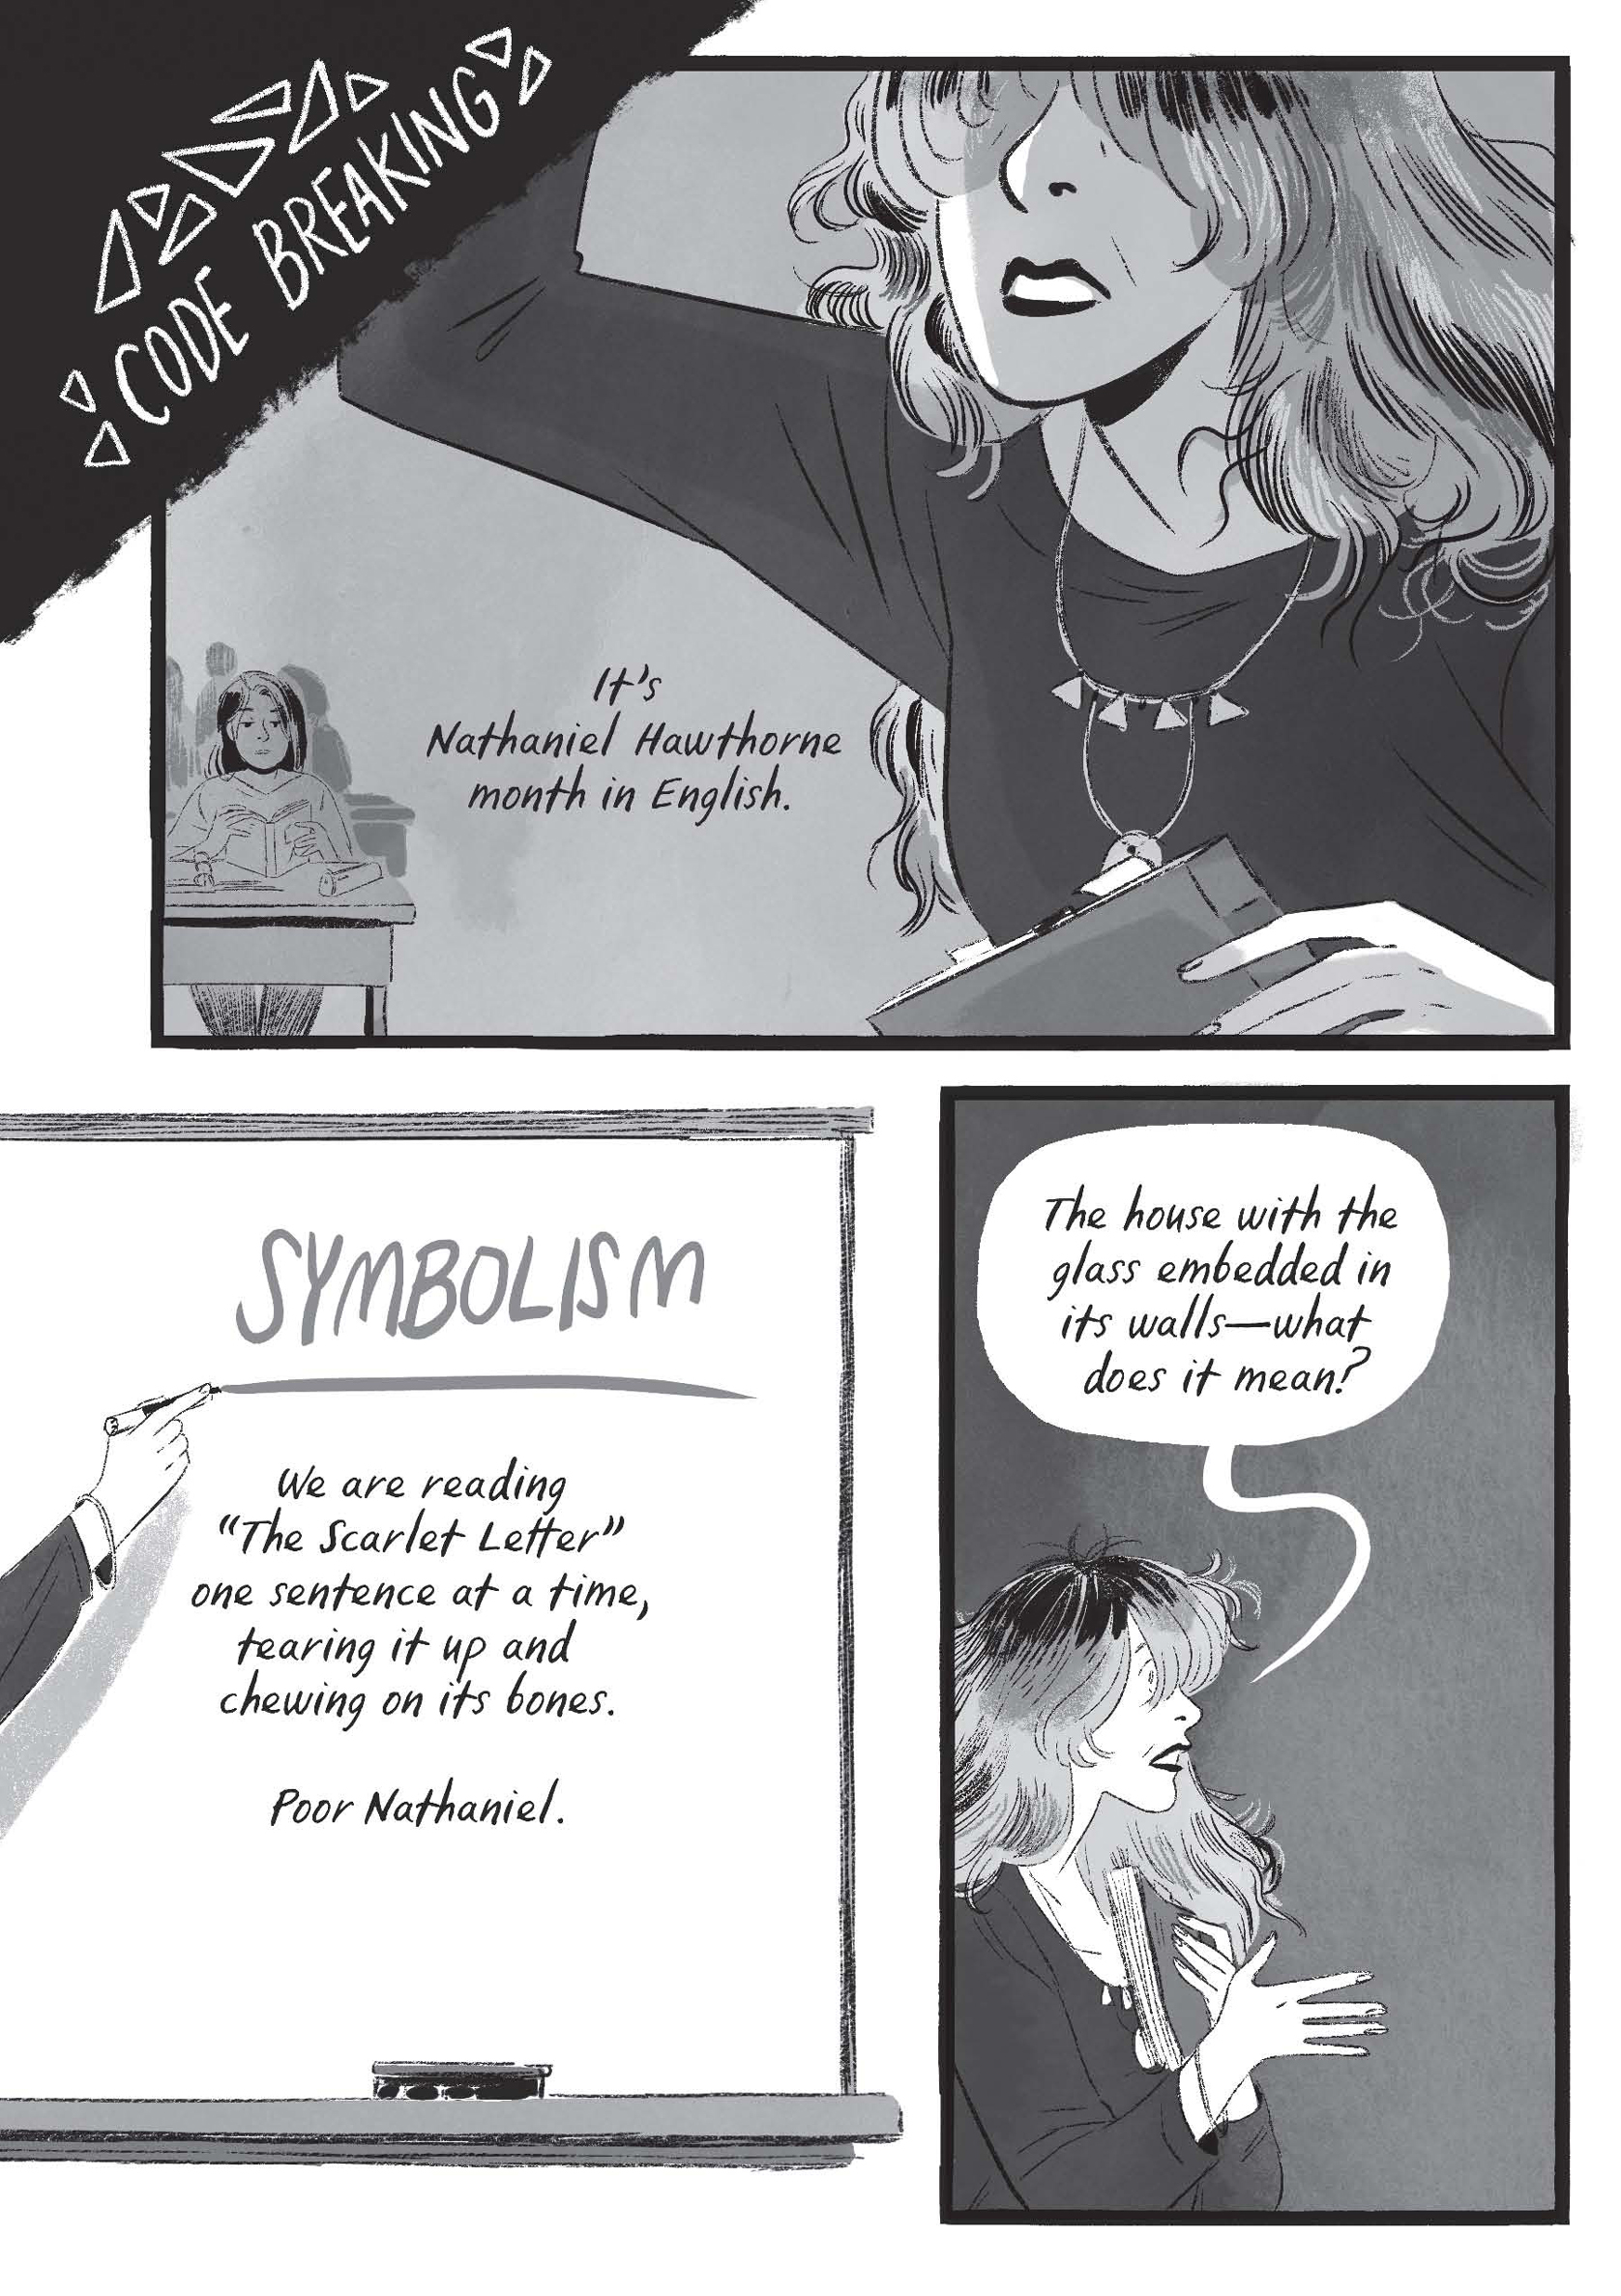 CODE BREAKING
It's
Nathaniel Hawthorne
month in English.
SYMBOLISM
We are reading
"The Scarlet Letter"
one sentence at a time,
tearing it up and
chewing on its bones.
Poor Nathaniel.
The house with the
glass embedded in
its walls—what
does it mean?